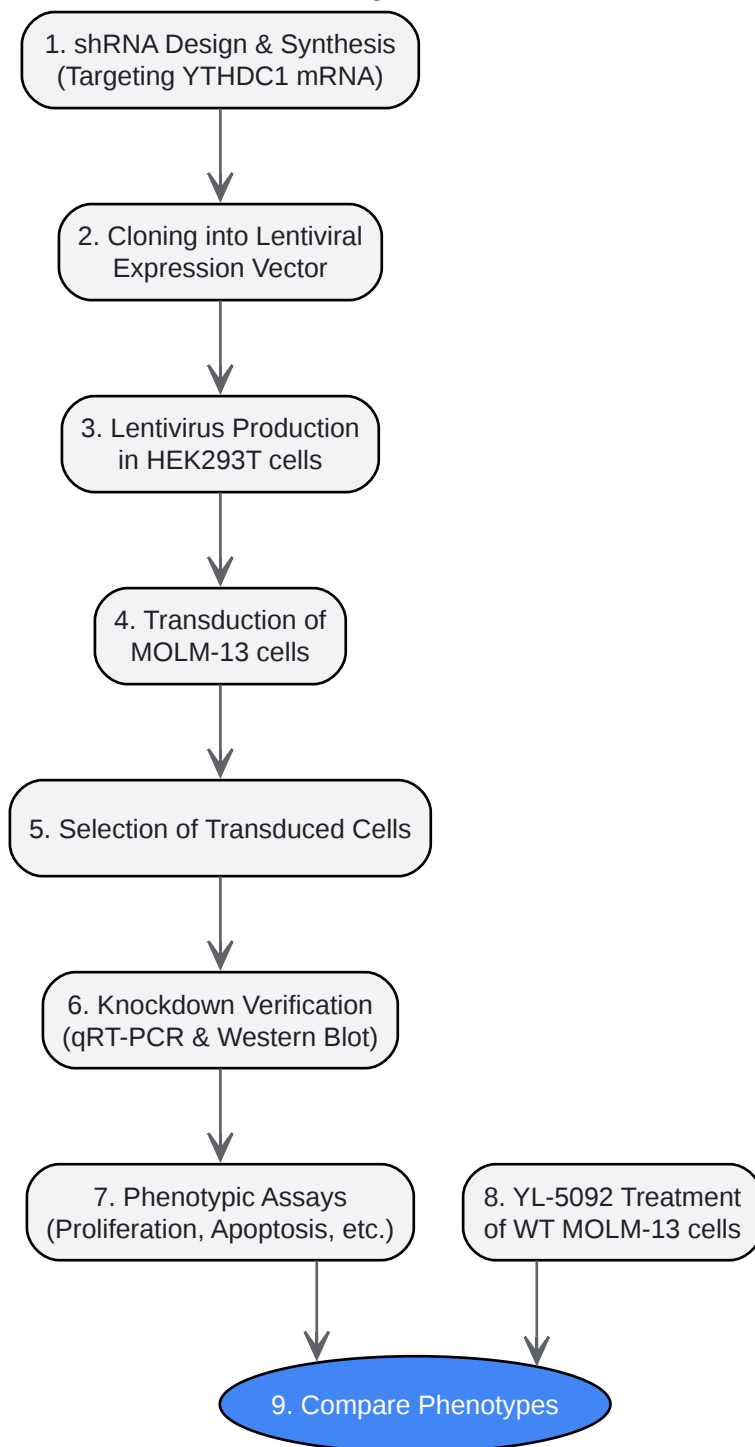 1. shRNA Design & Synthesis
(Targeting YTHDC1 mRNA)
2. Cloning into Lentiviral
Expression Vector
3. Lentivirus Production
in HEK293T cells
4. Transduction of
MOLM-13 cells
5. Selection of Transduced Cells
6. Knockdown Verification
(qRT-PCR & Western Blot)
7. Phenotypic Assays
(Proliferation, Apoptosis, etc.)
8. YL-5092 Treatment
of WT MOLM-13 cells
9. Compare Phenotypes